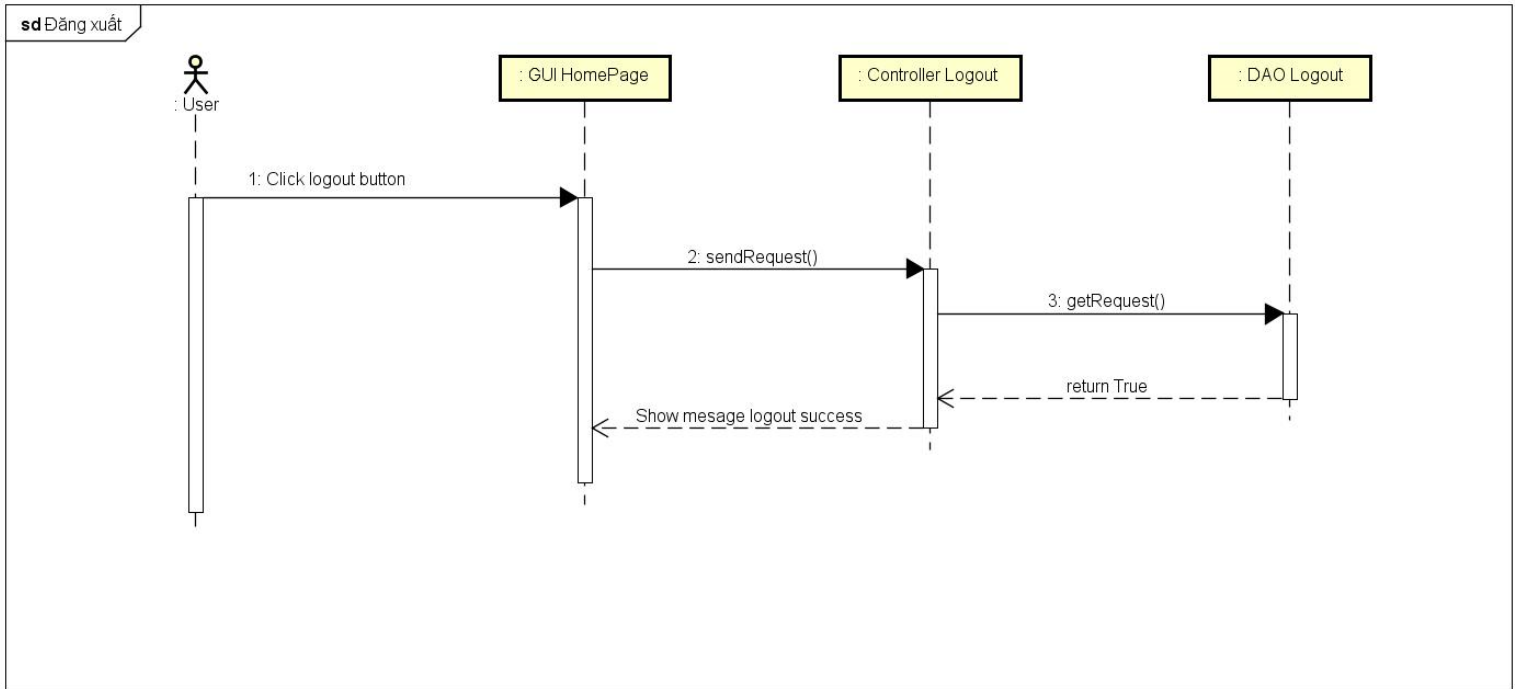 sd Đăng xuất
: User
: GUI HomePage
: Controller Logout
: DAO Logout
1: Click logout button
2: sendRequest()
3: getRequest()
return True
Show mesage logout success